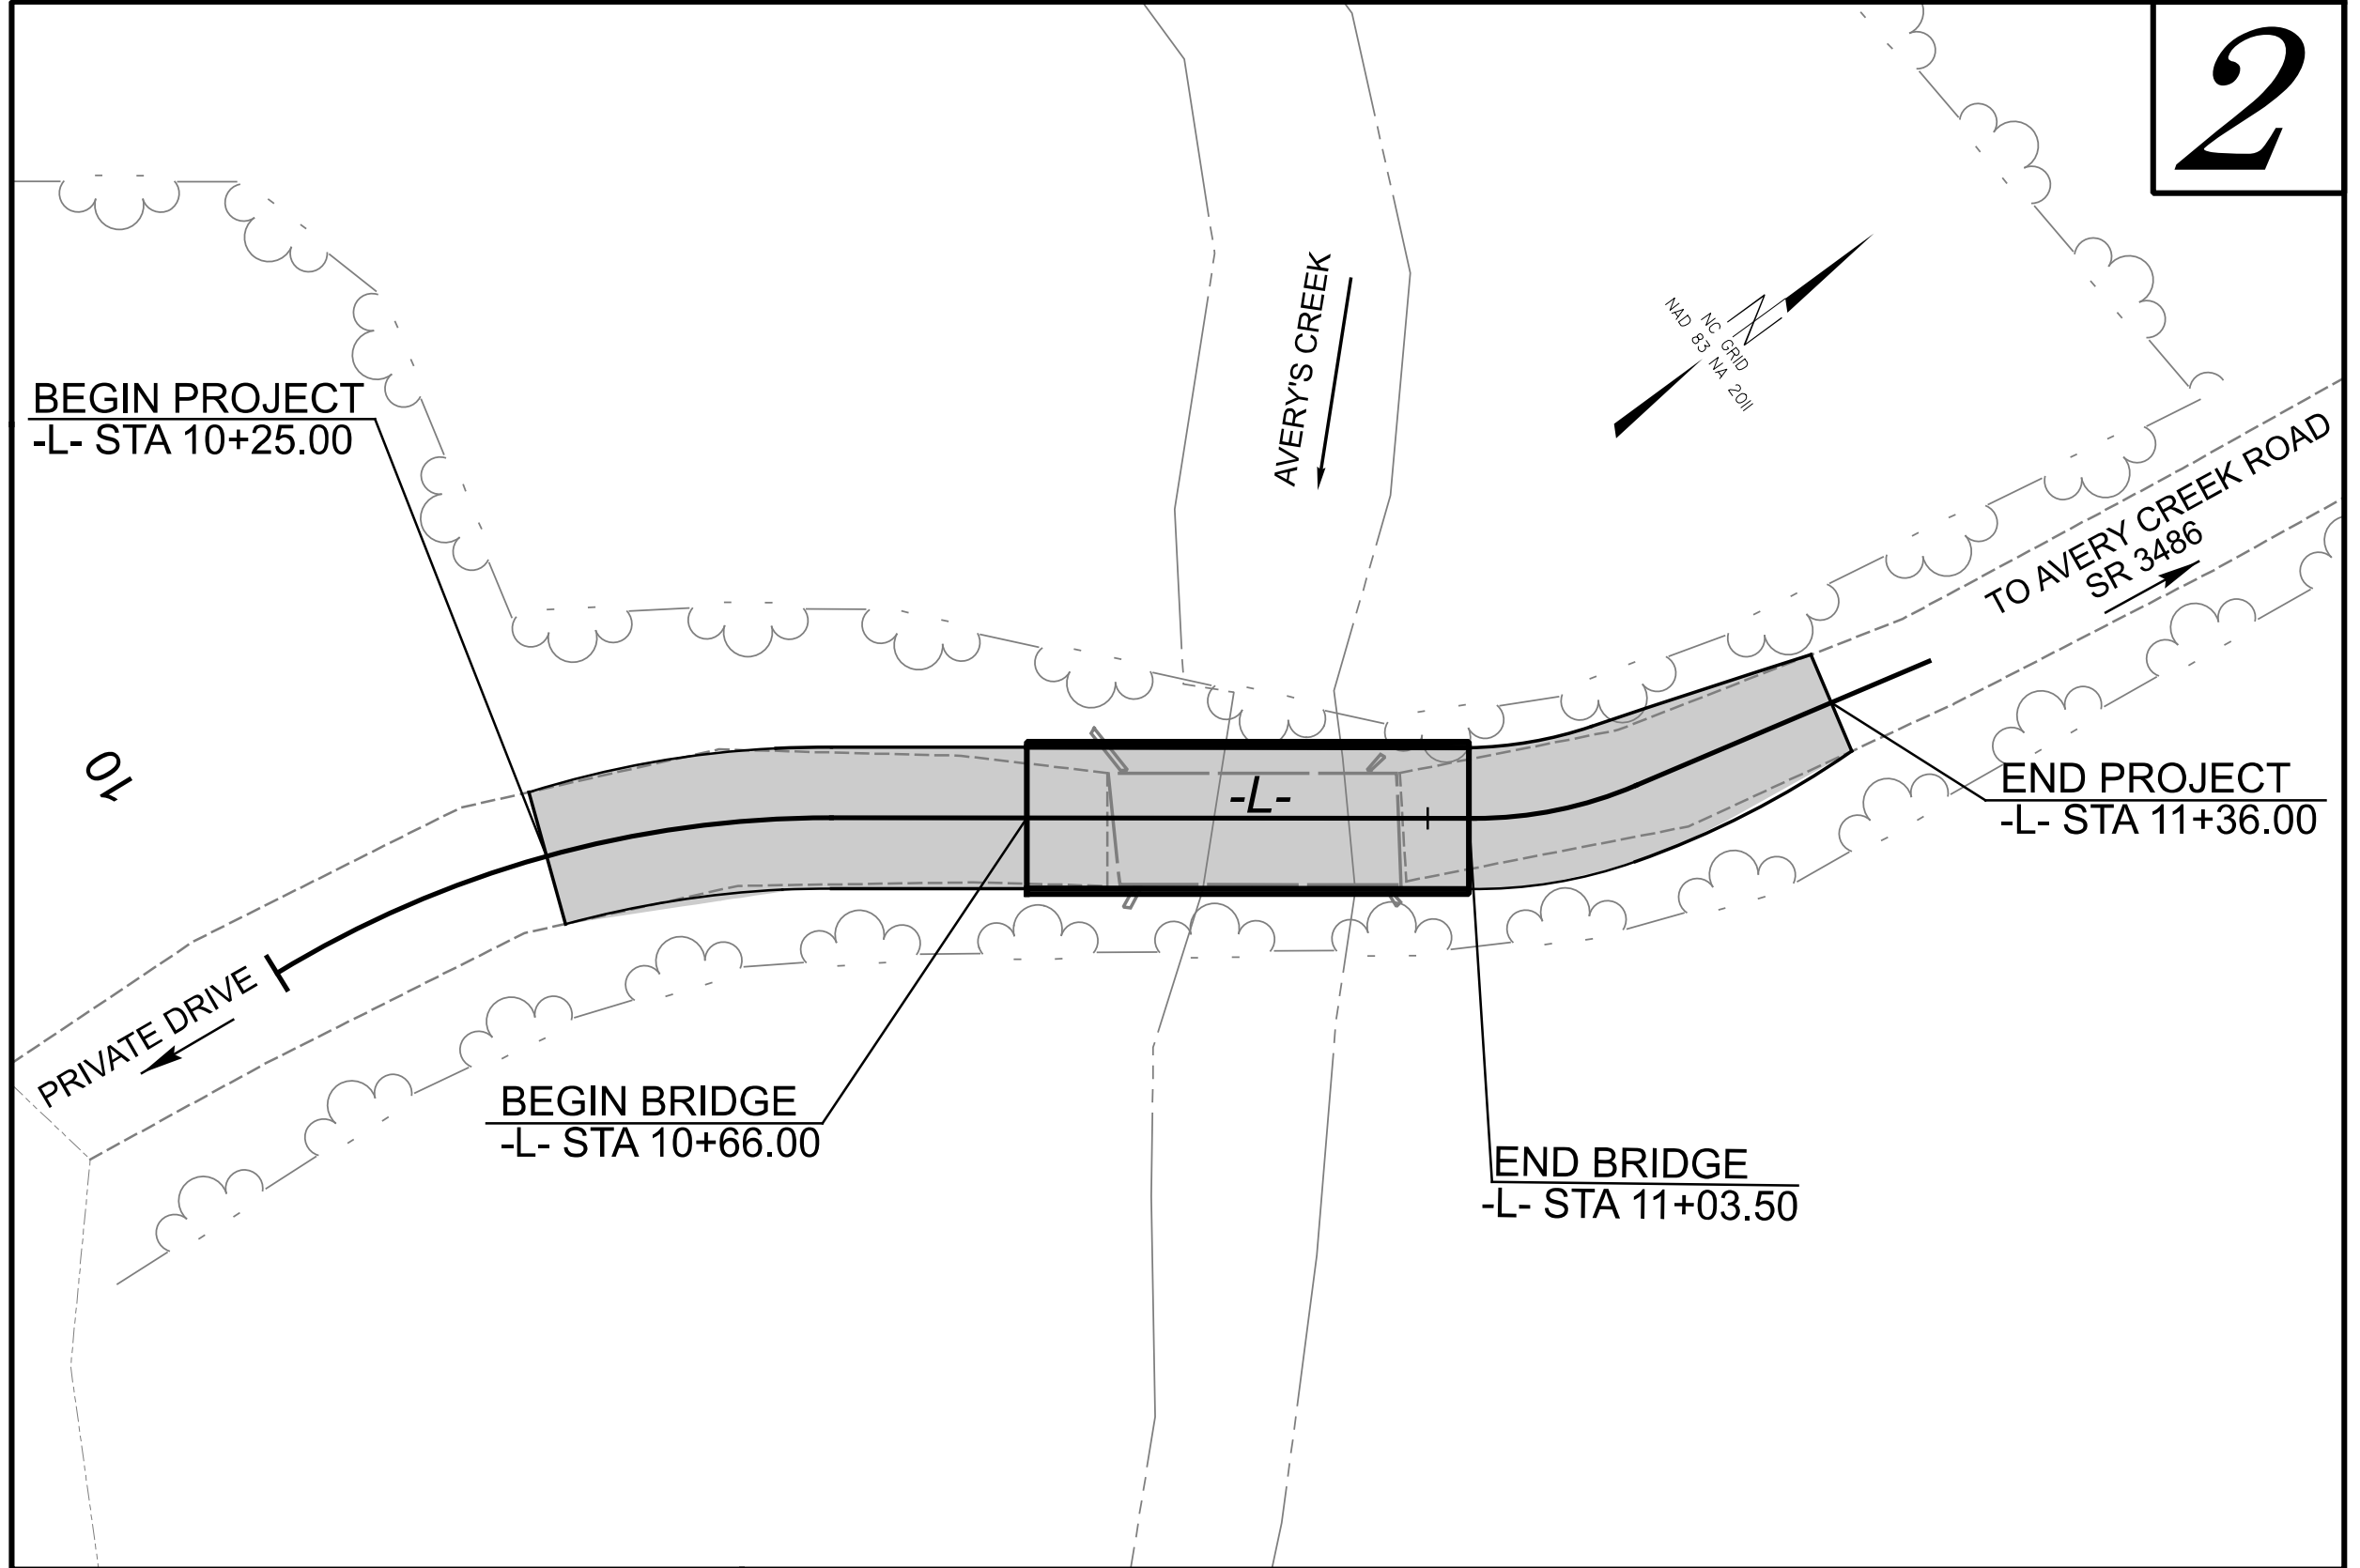 2
AVERY'S CREEK
NC GRID
NAD 83 NA 2011
N
BEGIN PROJECT
-L- STA 10+25.00
TO AVERY CREEK ROAD
SR 3486
10
-L-
END PROJECT
-L- STA 11+36.00
PRIVATE DRIVE
BEGIN BRIDGE
-L- STA 10+66.00
END BRIDGE
-L- STA 11+03.50